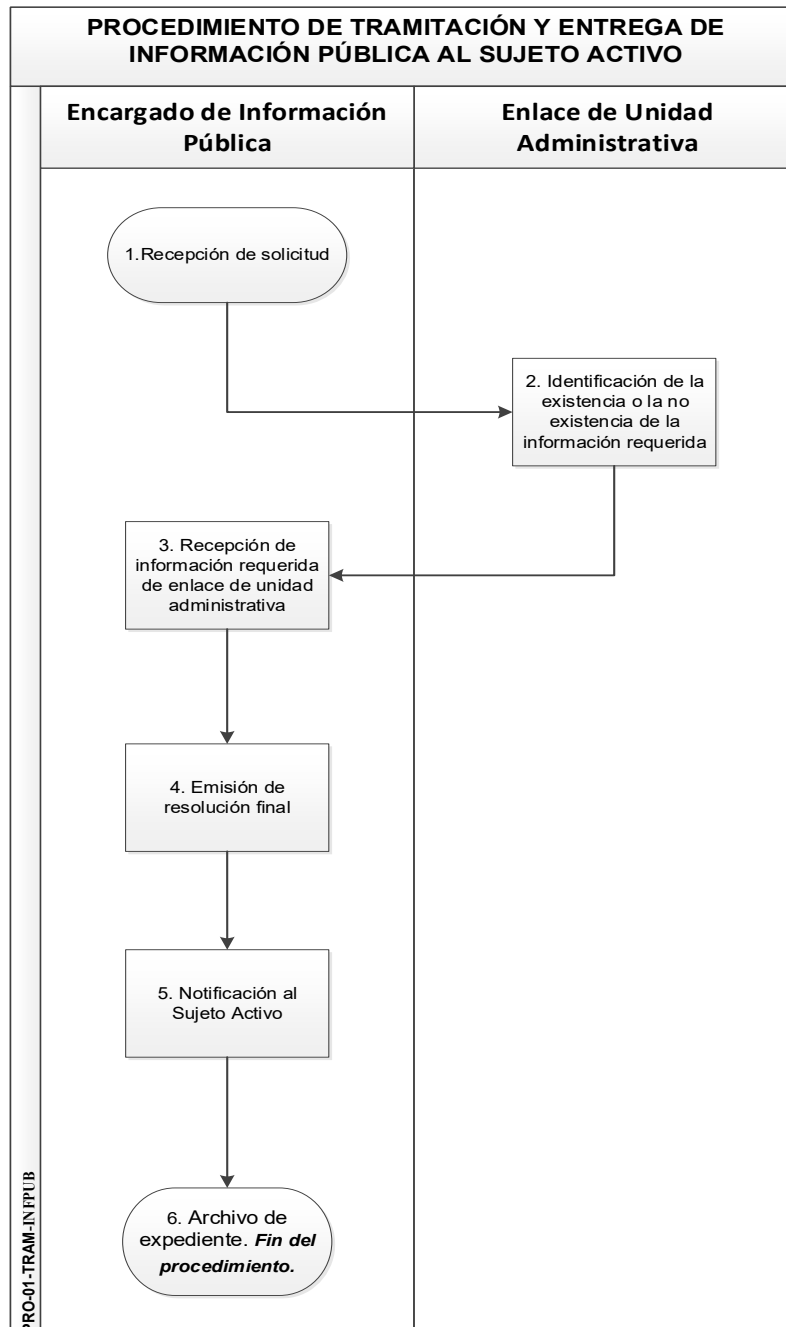 PROCEDIMIENTO DE TRAMITACIÓN Y ENTREGA DE
INFORMACIÓN PÚBLICA AL SUJETO ACTIVO
Encargado de Información
Pública
Enlace de Unidad
Administrativa
1.Recepción de solicitud
2. Identificación de la
existencia o la no
existencia de la
información requerida
3. Recepción de
información requerida
de enlace de unidad
administrativa
4. Emisión de
resolución final
5. Notificación al
Sujeto Activo
6. Archivo de
expediente. Fin del
procedimiento.
PRO-01-TRAM-INFPUB